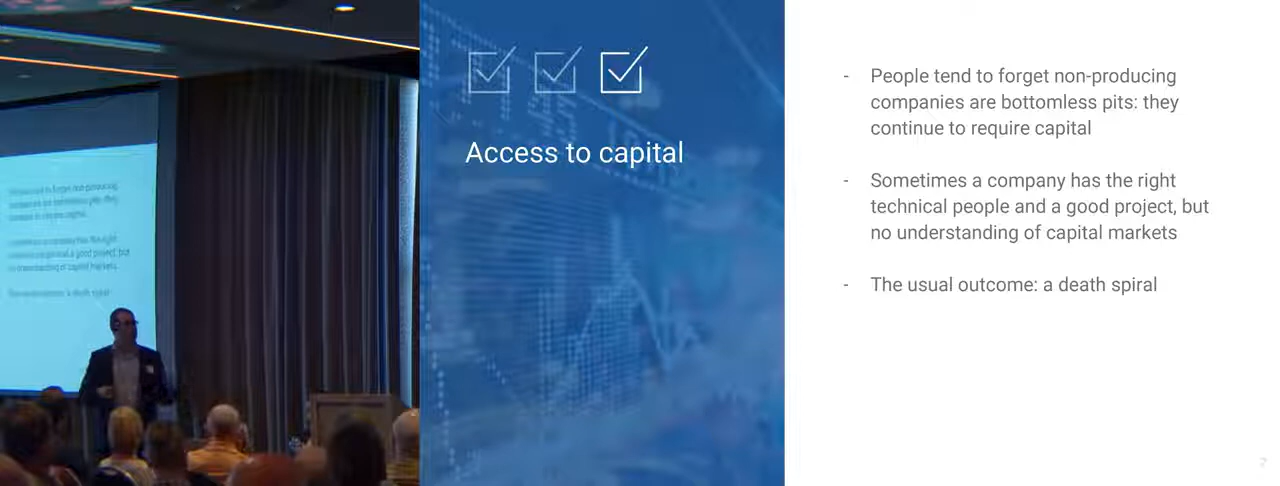 Access to capital
- People tend to forget non-producing
companies are bottomless pits: they
continue to require capital
- Sometimes a company has the right
technical people and a good project, but
no understanding of capital markets
- The usual outcome: a death spiral